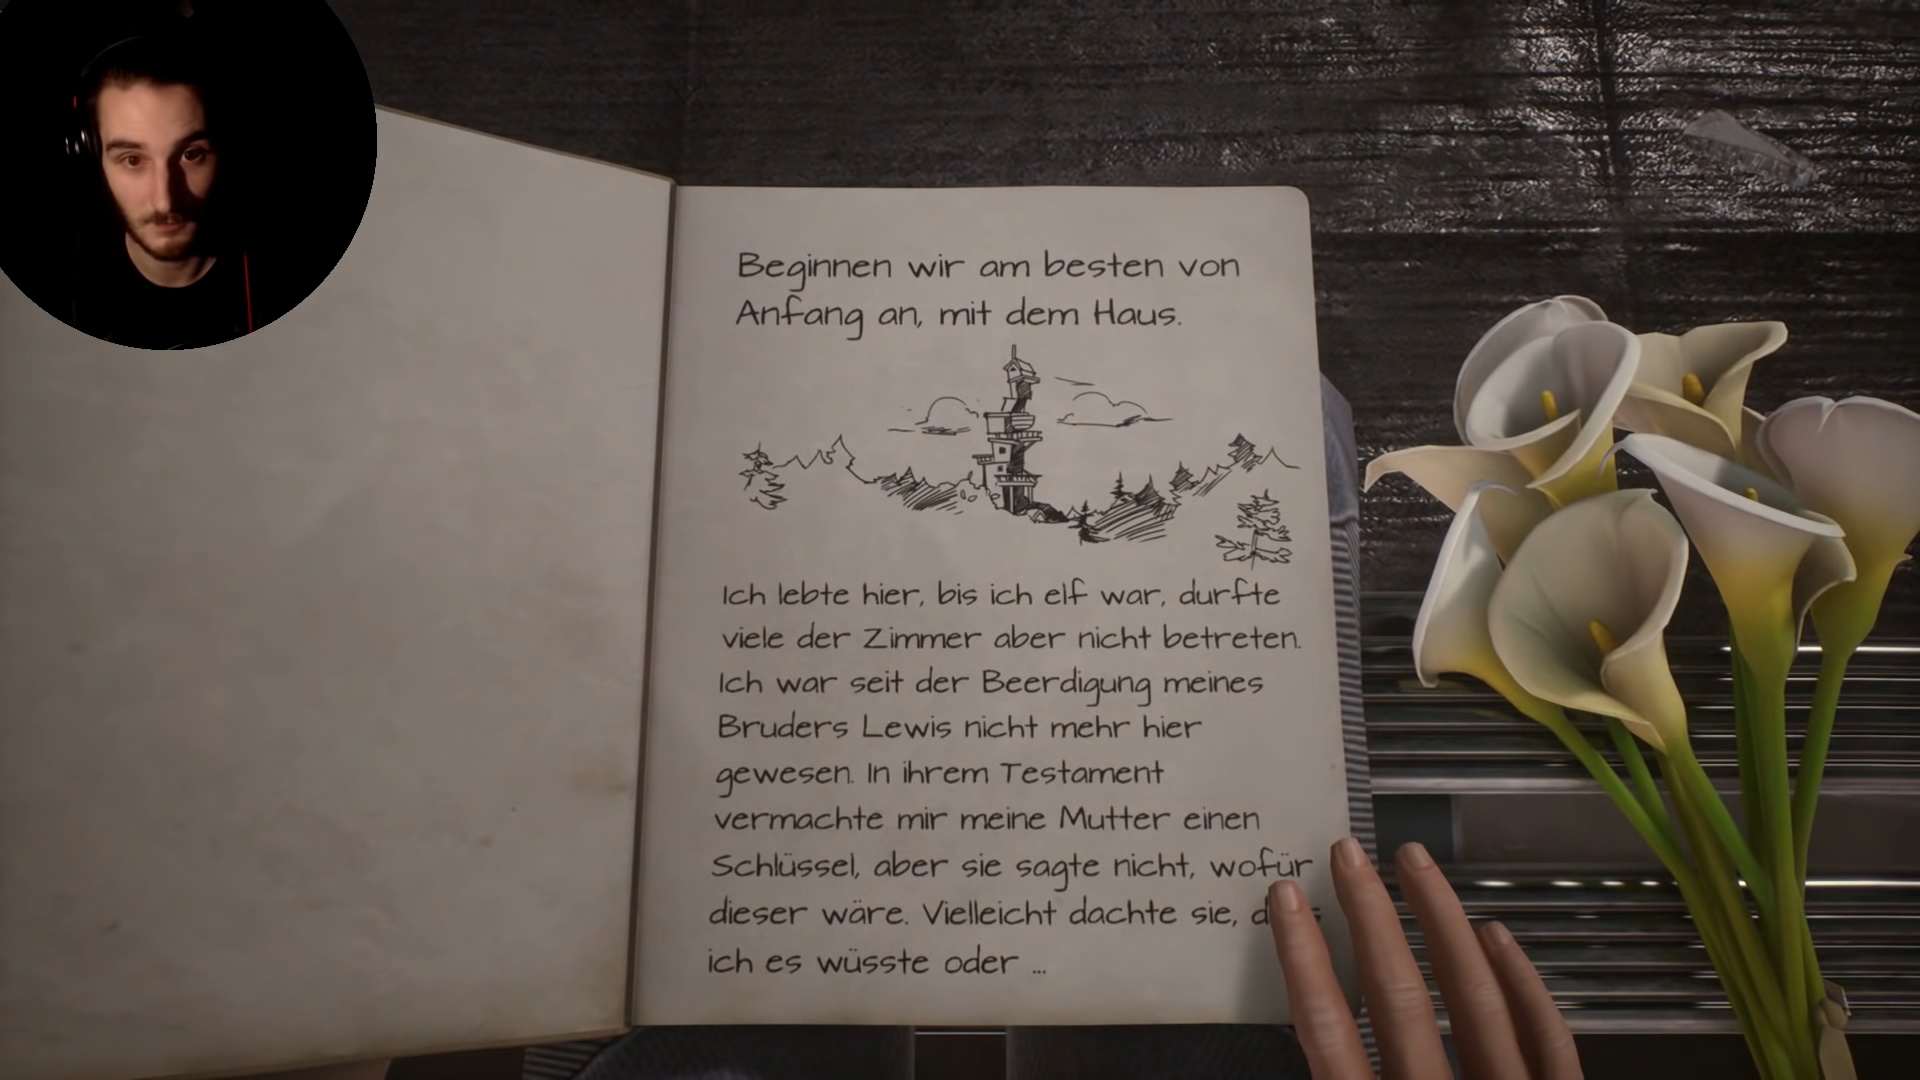 Beginnen wir am besten von
Anfang an, mit dem Haus.
Ich lebte hier, bis ich elf war, durfte
viele der Zimmer aber nicht betreten.
Ich war seit der Beerdigung meines
Bruders Lewis nicht mehr hier
gewesen. In ihrem Testament
vermachte mir meine Mutter einen
Schlüssel, aber sie sagte nicht, wofür
dieser wäre. Vielleicht dachte sie,
ich es wüsste oder ...